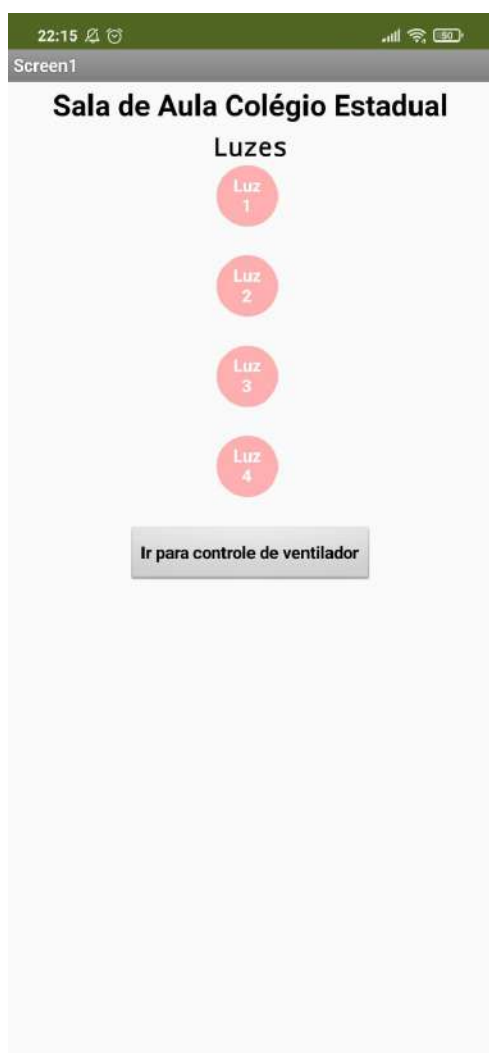 22:15
50
Screen1
Sala de Aula Colégio Estadual
Luzes
Luz
1
Luz
2
Luz
3
Luz
4
Ir para controle de ventilador